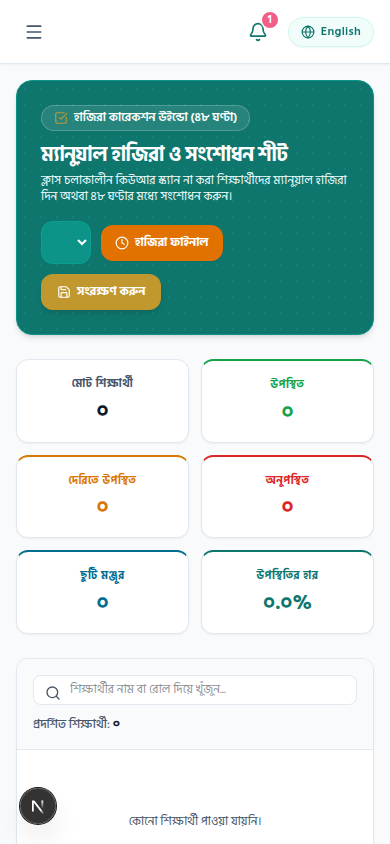 1
English
হাজিরা কারেকশন উইন্ডো (৪৮ ঘণ্টা)
ম্যানুয়াল হাজিরা ও সংশোধন শীট
ক্লাস চলাকালীন কিউআর স্ক্যান না করা শিক্ষার্থীদের ম্যানুয়াল হাজিরা
দিন অথবা ৪৮ ঘণ্টার মধ্যে সংশোধন করুন।
হাজিরা ফাইনাল
সংরক্ষণ করুন
মোট শিক্ষার্থী
০
উপস্থিত
০
দেরিতে উপস্থিত
০
অনুপস্থিত
০
ছুটি মঞ্জুর
০
উপস্থিতির হার
০.০%
শিক্ষার্থীর নাম বা রোল দিয়ে খুঁজুন...
প্রদর্শিত শিক্ষার্থী: ০
N
কোনো শিক্ষার্থী পাওয়া যায়নি।